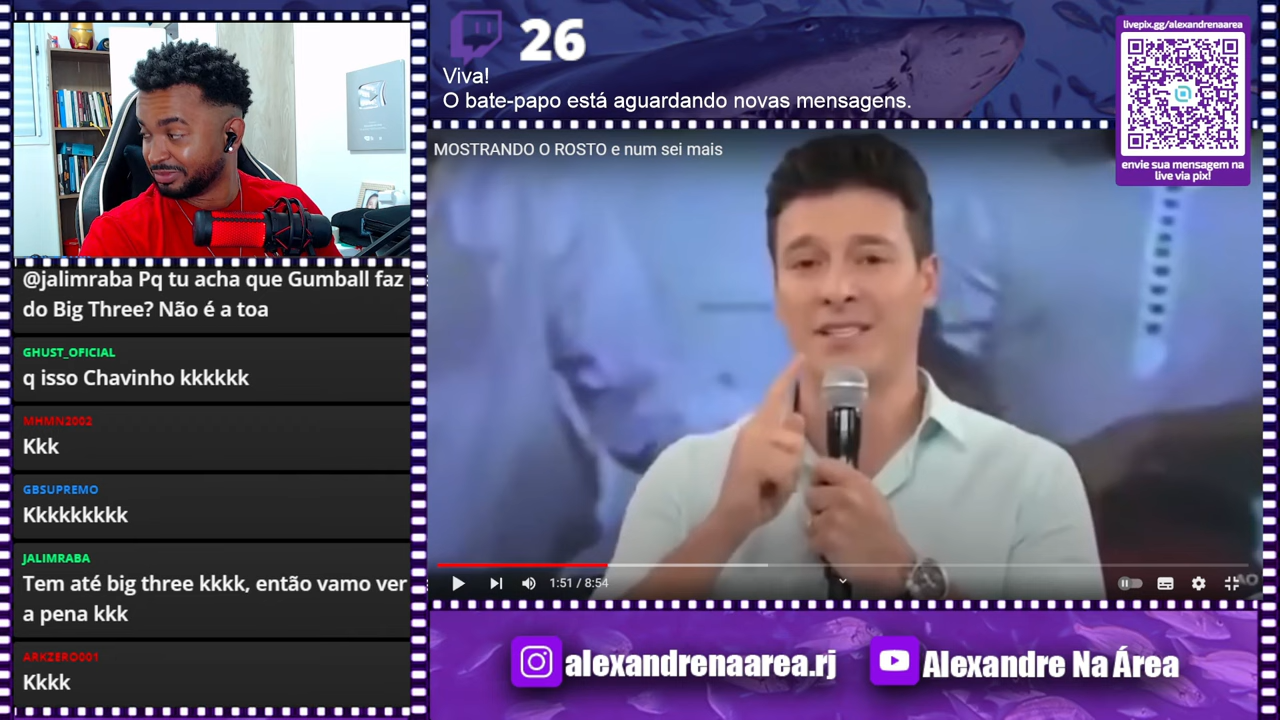 @jalimraba Pq tu acha que Gumball faz
do Big Three? Não é a toa
GHUST_OFICIAL
q isso Chavinho kkkkkk
MHMN2002
Kkk
GBSUPREMO
Kkkkkkkkk
JALIMRABA
Tem até big three kkkk, então vamo ver
a pena kkk
ARKZERO001
Kkkk
26
Viva!
O bate-papo está aguardando novas mensagens.
livepix.gg/alexandrenaarea
envie sua mensagem na
live via pix!
MOSTRANDO O ROSTO e num sei mais
1:51 / 8:54
alexandrenaarea.rj
Alexandre Na Área